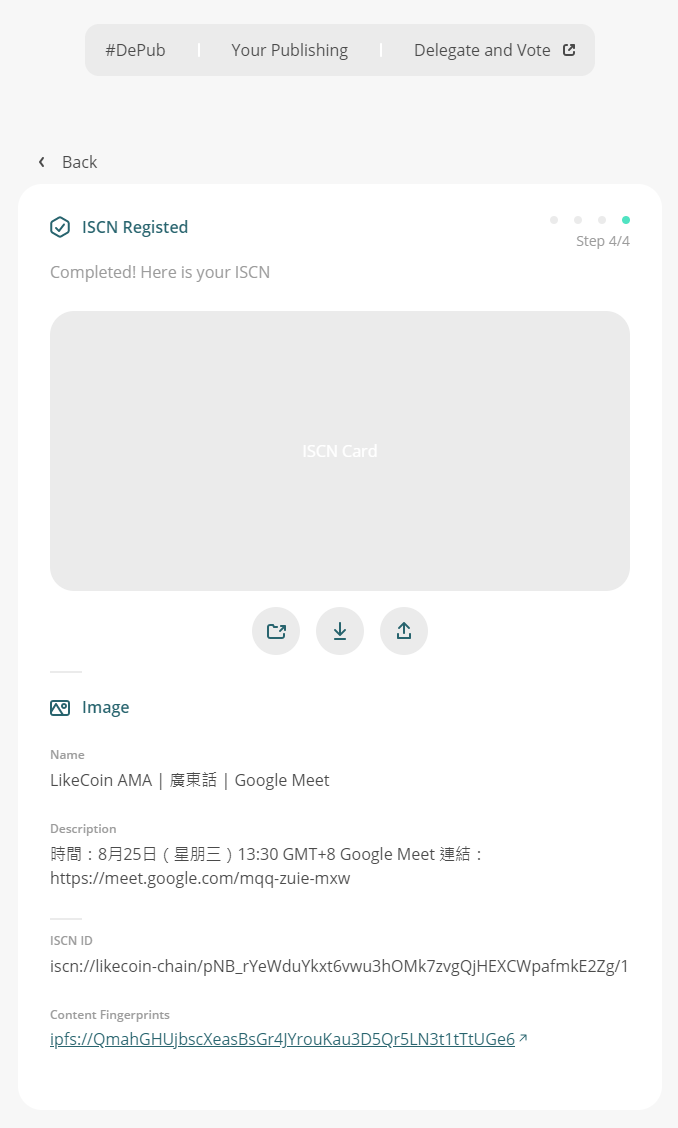 #DePub
Your Publishing
Delegate and Vote
Back
ISCN Registed
Step 4/4
Completed! Here is your ISCN
ISCN Card
Image
Name
LikeCoin AMA | 廣東話 | Google Meet
Description
時間：8月25日（星朋三）13:30 GMT+8 Google Meet 連結：
https://meet.google.com/mqq-zuie-mxw
ISCN ID
iscn://likecoin-chain/pNB_rYeWduYkxt6vwu3hOMk7zvgQjHEXCWpafmkE2Zg/1
Content Fingerprints
ipfs://QmahGHUjbscXeasBsGr4JYrouKau3D5Qr5LN3t1tTtUGe6